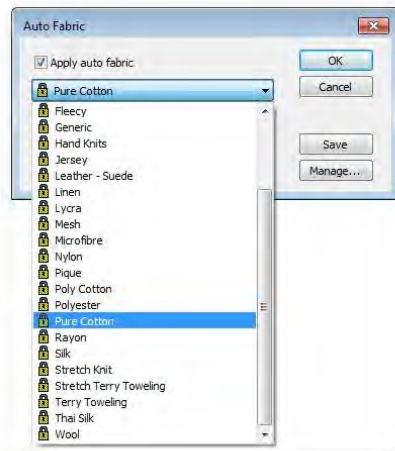 Auto Fabric
Apply auto fabric
OK
Pure Cotton
Cancel
Fleecy
Generic
Hand Knits
Save
Jersey
Leather - Suede
Manage...
Linen
Lycra
Mesh
Microfibre
Nylon
Pique
Poly Cotton
Polyester
Pure Cotton
Rayon
Silk
Stretch Knit
Stretch Terry Toweling
Terry Toweling
Thai Silk
Wool